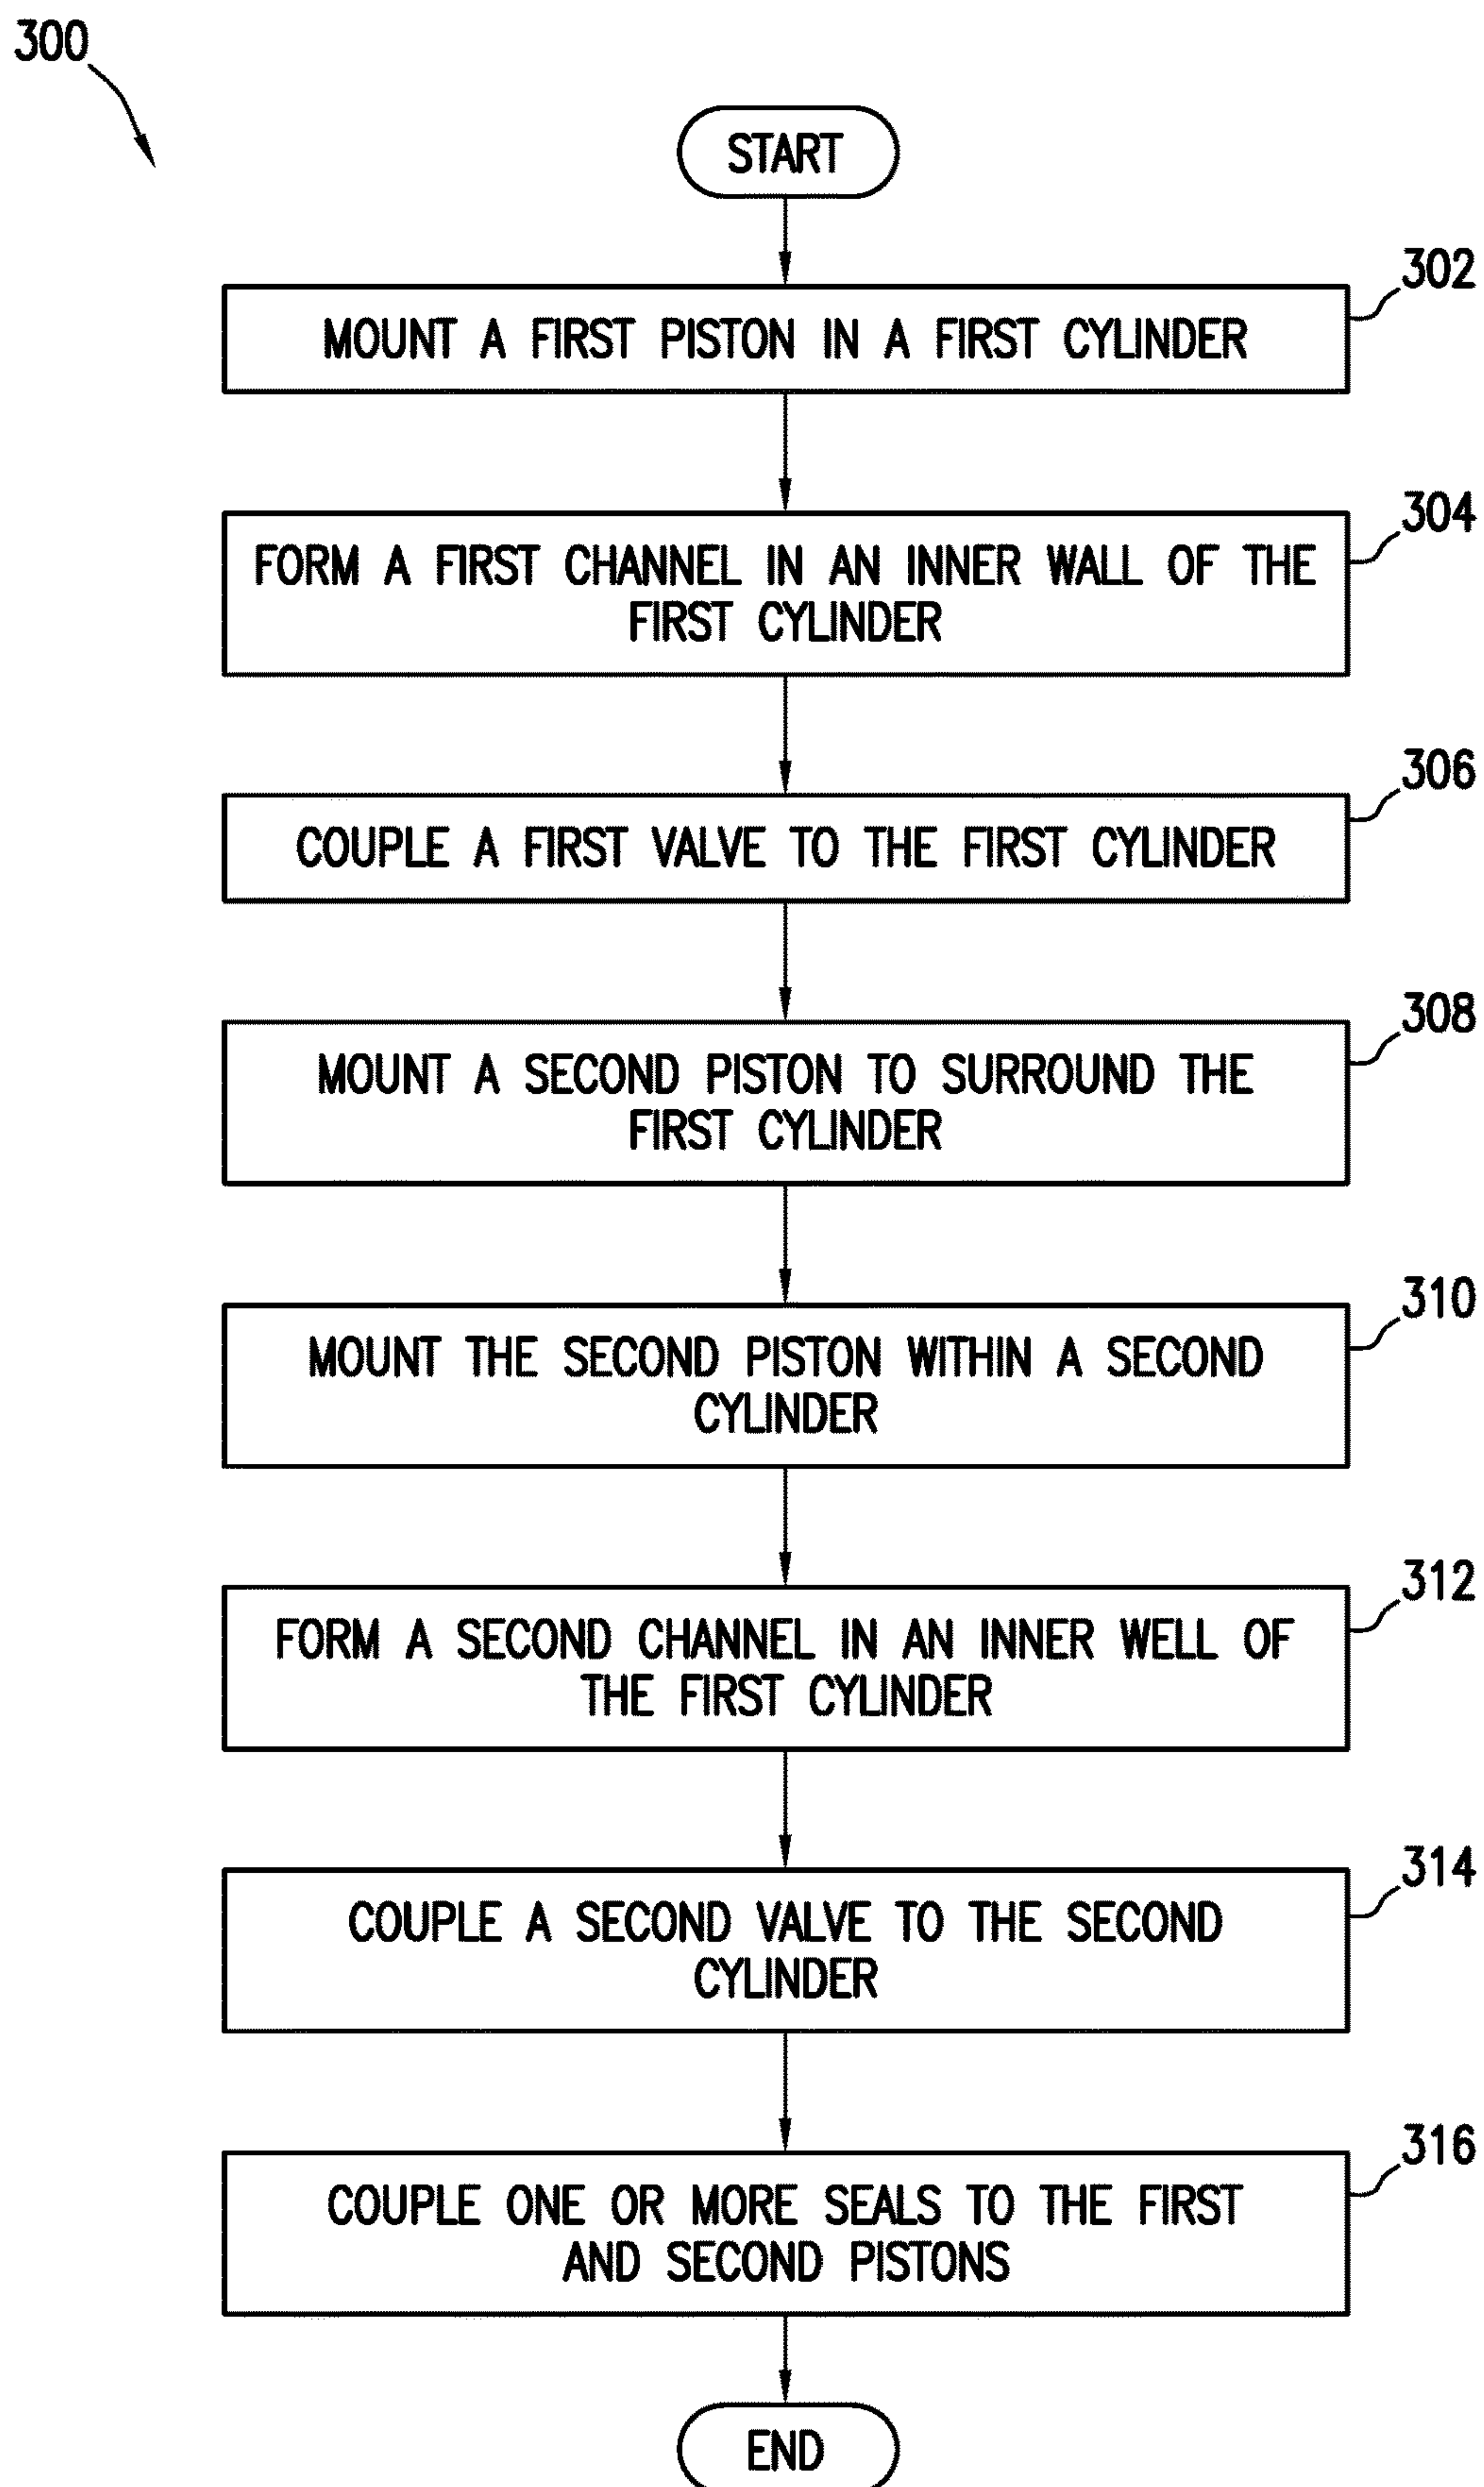 300
START
302
MOUNT A FIRST PISTON IN A FIRST CYLINDER
304
FORM A FIRST CHANNEL IN AN INNER WALL OF THE
FIRST CYLINDER
306
COUPLE A FIRST VALVE TO THE FIRST CYLINDER
308
MOUNT A SECOND PISTON TO SURROUND THE
FIRST CYLINDER
310
MOUNT THE SECOND PISTON WITHIN A SECOND
CYLINDER
312
FORM A SECOND CHANNEL IN AN INNER WELL OF
THE FIRST CYLINDER
314
COUPLE A SECOND VALVE TO THE SECOND
CYLINDER
316
COUPLE ONE OR MORE SEALS TO THE FIRST
AND SECOND PISTONS
END